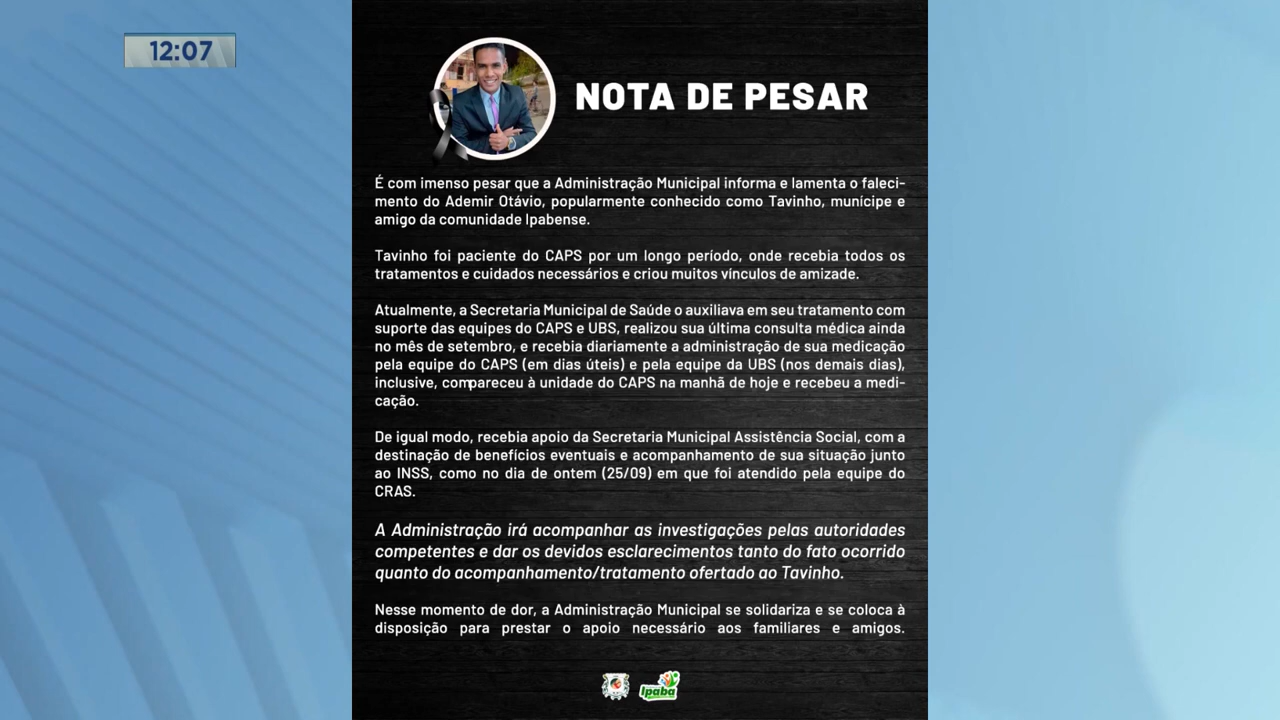 12:07
NOTA DE PESAR
É com imenso pesar que a Administração Municipal informa e lamenta o faleci-
mento do Ademir Otávio, popularmente conhecido como Tavinho, munícipe e
amigo da comunidade Ipabense.
Tavinho foi paciente do CAPS por um longo período, onde recebia todos os
tratamentos e cuidados necessários e criou muitos vínculos de amizade.
Atualmente, a Secretaria Municipal de Saúde o auxiliava em seu tratamento com
suporte das equipes do CAPS e UBS, realizou sua última consulta médica ainda
no mês de setembro, e recebia diariamente a administração de sua medicação
pela equipe do CAPS (em dias úteis) e pela equipe da UBS (nos demais dias),
inclusive, compareceu à unidade do CAPS na manhã de hoje e recebeu a medi-
cação.
De igual modo, recebia apoio da Secretaria Municipal Assistência Social, com a
destinação de benefícios eventuais e acompanhamento de sua situação junto
ao INSS, como no dia de ontem (25/09) em que foi atendido pela equipe do
CRAS.
A Administração irá acompanhar as investigações pelas autoridades
competentes e dar os devidos esclarecimentos tanto do fato ocorrido
quanto do acompanhamento/tratamento ofertado ao Tavinho.
Nesse momento de dor, a Administração Municipal se solidariza e se coloca à
disposição para prestar o apoio necessário aos familiares e amigos.
Ipaba